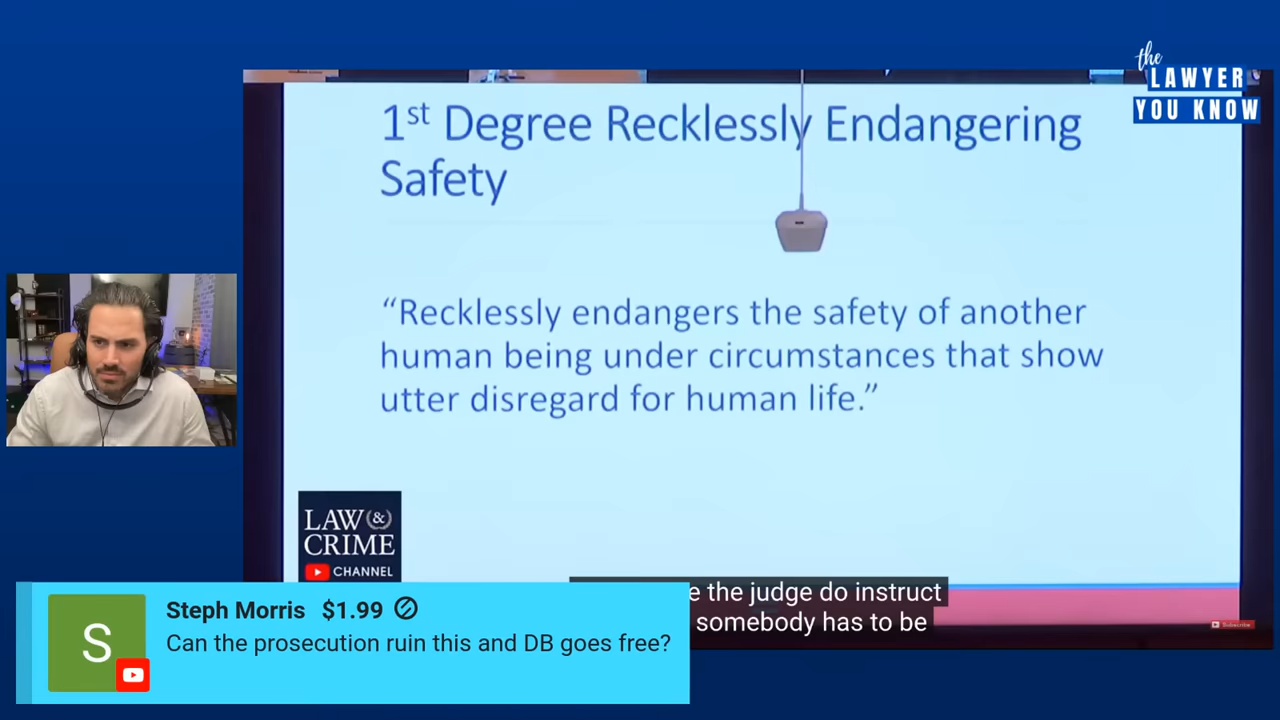 the
LAWYER
YOU KNOW
1st Degree Recklessly Endangering
Safety
“Recklessly endangers the safety of another
human being under circumstances that show
utter disregard for human life.”
LAW &
CRIME
CHANNEL
e the judge do instruct
somebody has to be
Subscribe
S
Steph Morris $1.99
Can the prosecution ruin this and DB goes free?